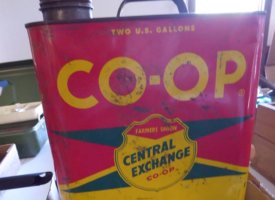 TWO U.S. GALLONS
CO-OP
®
FARMERS UNION
CENTRAL
EXCHANGE
CO-OP